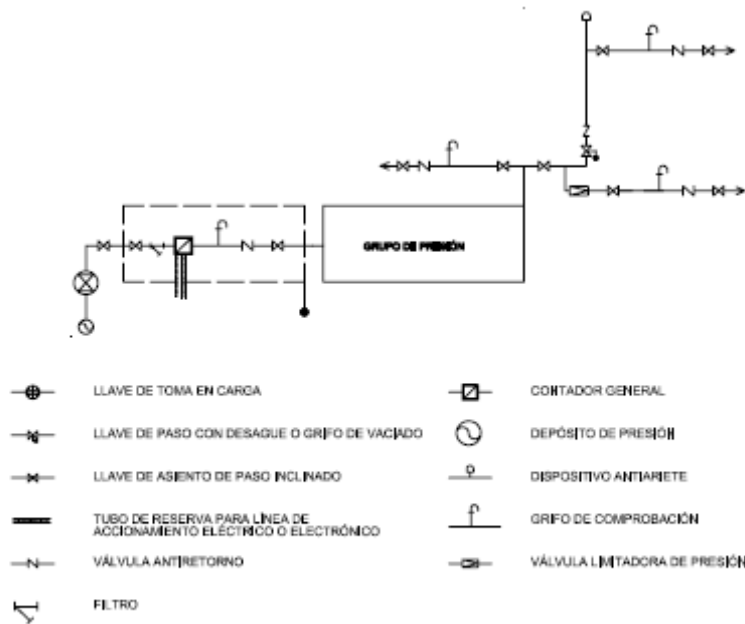 GRUPO DE PRESIÓN
LLAVE DE TOMA EN CARGA
CONTADOR GENERAL
LLAVE DE PASO CON DESAGUE O GRIFO DE VACIADO
DEPÓSITO DE PRESIÓN
LLAVE DE ASIENTO DE PASO INCLINADO
DISPOSITIVO ANTIARIETE
TUBO DE RESERVA PARA LÍNEA DE
ACCIONAMIENTO ELÉCTRICO O ELECTRÓNICO
GRIFO DE COMPROBACIÓN
VÁLVULA ANTIRETORNO
VÁLVULA LIMITADORA DE PRESIÓN
FILTRO